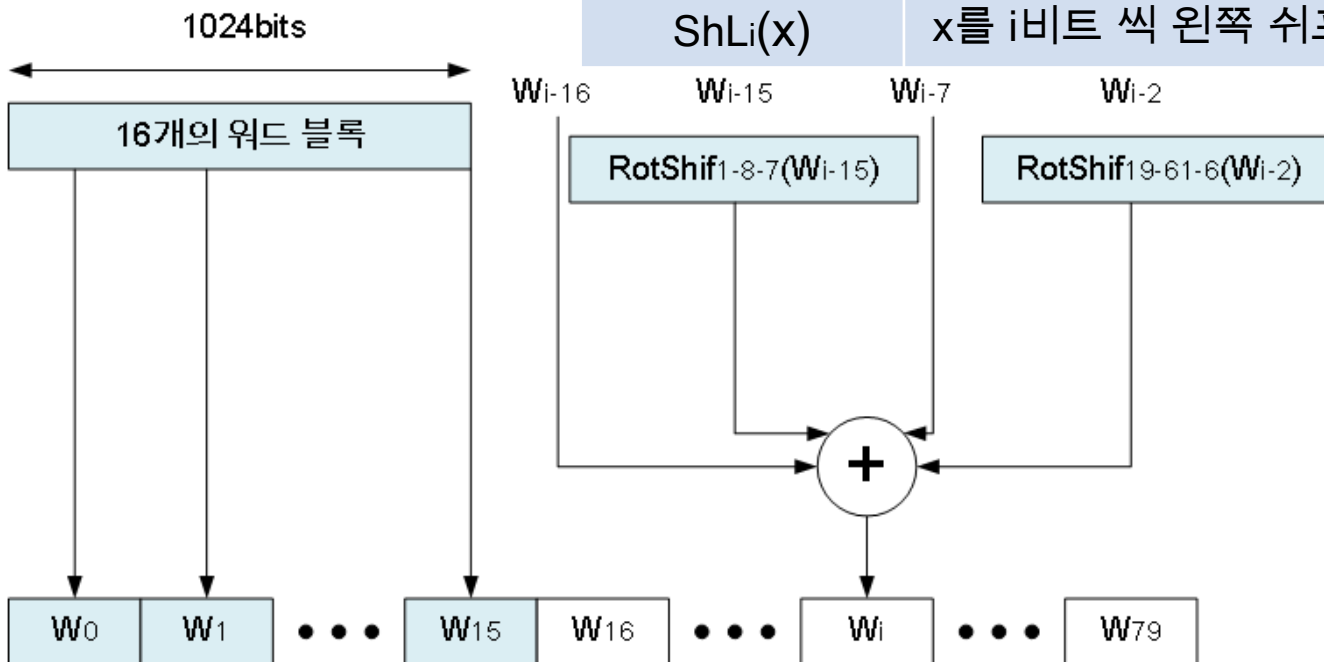 1024bits
ShLi(x)
x를 i비트 씩 왼쪽
Wi-16 Wi-15 Wi-7 Wi-2
16개의 워드 블록
RotShif1-8-7(Wi-15)
RotShif19-61-6(Wi-2)
+
W0 W1 • • • W15 W16 • • • Wi • • • W79